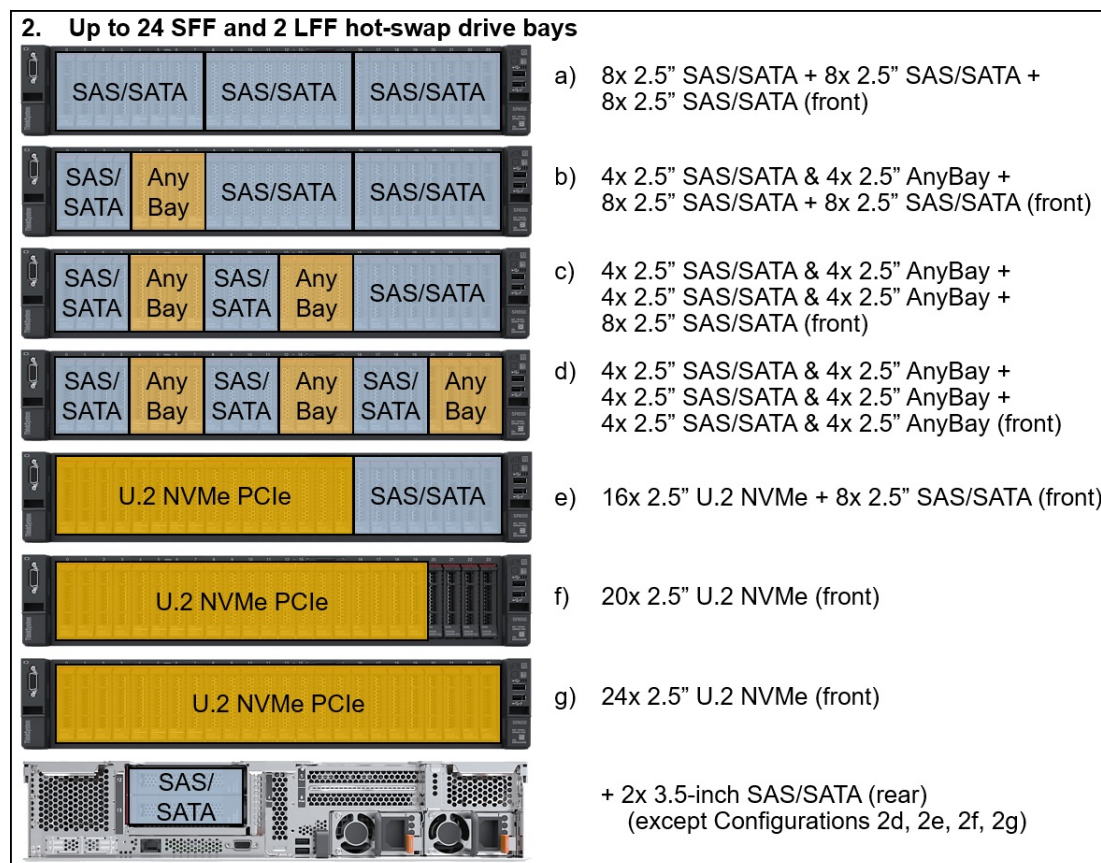 2. Up to 24 SFF and 2 LFF hot-swap drive bays
SAS/SATA SAS/SATA SAS/SATA
a) 8x 2.5” SAS/SATA + 8x 2.5” SAS/SATA +
8x 2.5” SAS/SATA (front)
SAS/ Any
SATA Bay SAS/SATA SAS/SATA
b) 4x 2.5” SAS/SATA & 4x 2.5” AnyBay +
8x 2.5” SAS/SATA + 8x 2.5” SAS/SATA (front)
SAS/ Any SAS/ Any
SATA Bay SATA Bay SAS/SATA
c) 4x 2.5” SAS/SATA & 4x 2.5” AnyBay +
4x 2.5” SAS/SATA & 4x 2.5” AnyBay +
8x 2.5” SAS/SATA (front)
SAS/ Any SAS/ Any SAS/ Any
SATA Bay SATA Bay SATA Bay
d) 4x 2.5” SAS/SATA & 4x 2.5” AnyBay +
4x 2.5” SAS/SATA & 4x 2.5” AnyBay +
4x 2.5” SAS/SATA & 4x 2.5” AnyBay (front)
U.2 NVMe PCIe SAS/SATA
e) 16x 2.5” U.2 NVMe + 8x 2.5” SAS/SATA (front)
U.2 NVMe PCIe
f) 20x 2.5” U.2 NVMe (front)
U.2 NVMe PCIe
g) 24x 2.5” U.2 NVMe (front)
SAS/
SATA
+ 2x 3.5-inch SAS/SATA (rear)
(except Configurations 2d, 2e, 2f, 2g)